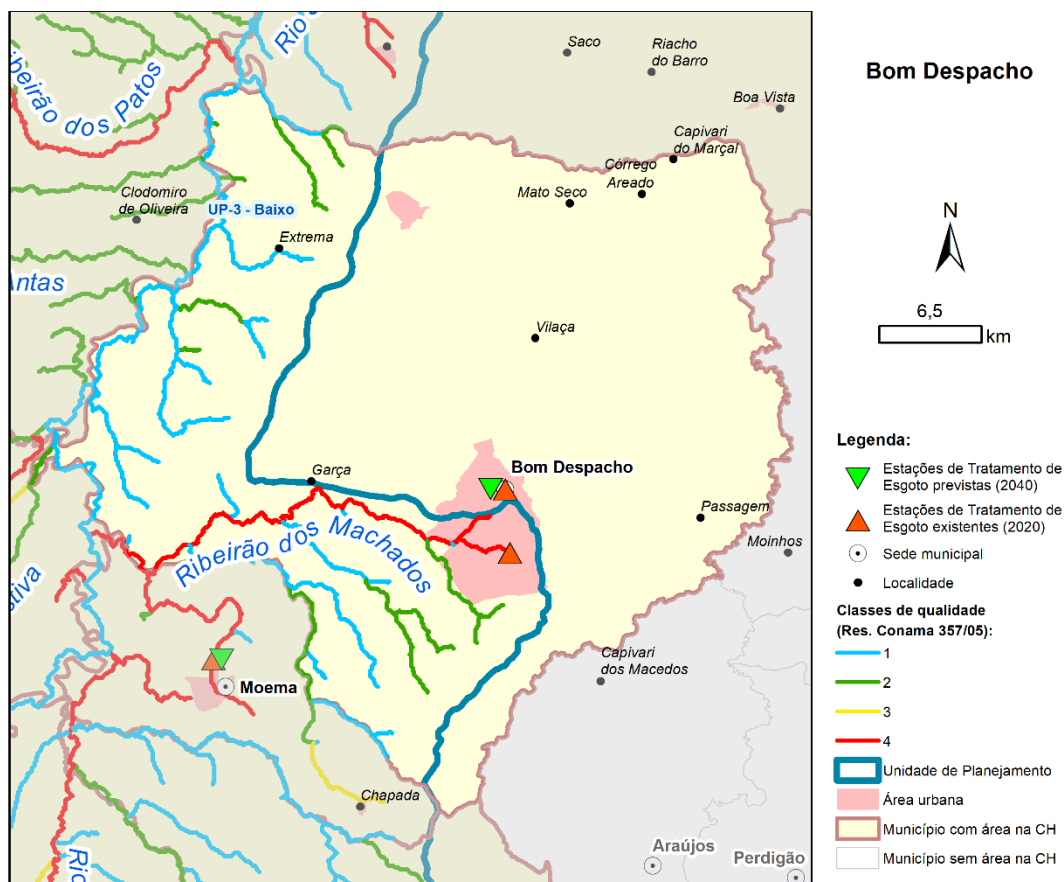 Bom Despacho
N
6,5
km
Legenda:
Estações de Tratamento de
Esgoto previstas (2040)
Estações de Tratamento de
Esgoto existentes (2020)
Sede municipal
Localidade
Classes de qualidade
(Res. Conama 357/05):
1
2
3
4
Unidade de Planejamento
Área urbana
Município com área na CH
Município sem área na CH
Ribeirão dos Patos
Rio S
Saco
Riacho
do Barro
Boa Vista
Capivari
do Marçal
Córrego
Areado
Mato Seco
Clodomiro
de Oliveira
UP-3 - Baixo
Extrema
Antas
Vilaça
Garça
Bom Despacho
Passagem
Moinhos
Ribeirão dos Machados
stiva
Capivari
dos Macedos
Moema
Chapada
Rio
Araújos
Perdigão